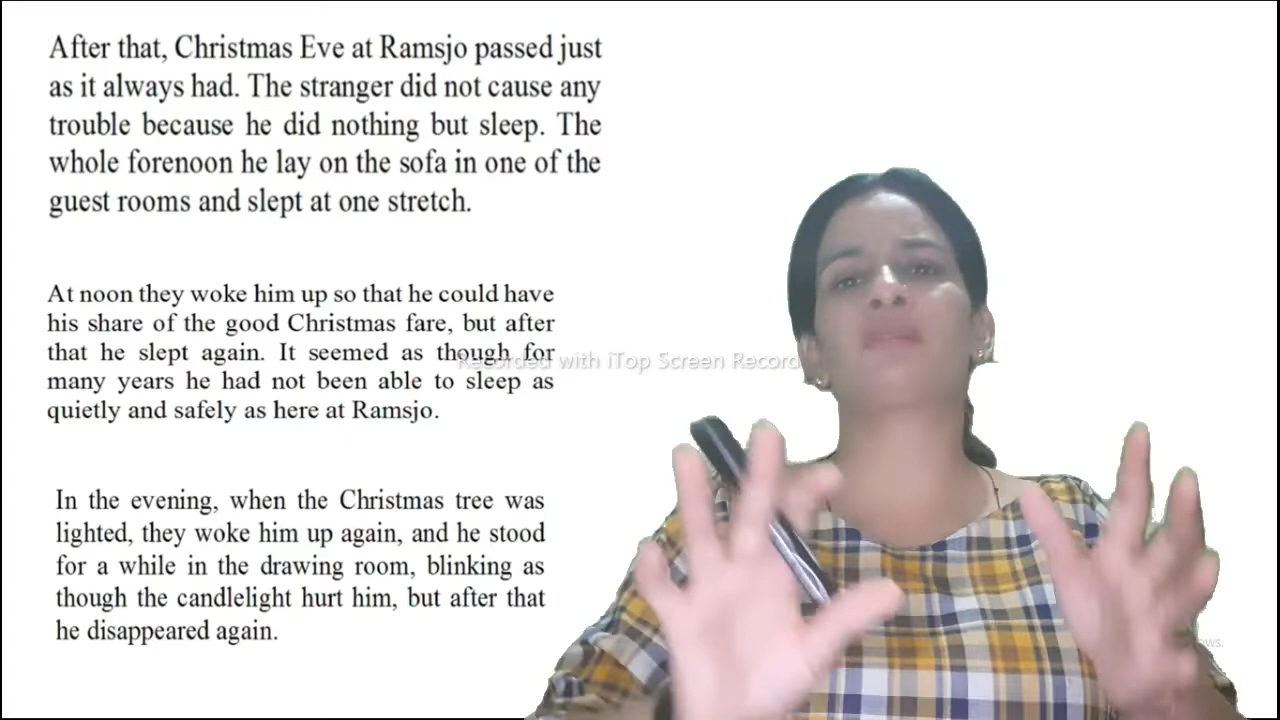 After that, Christmas Eve at Ramsjo passed just
as it always had. The stranger did not cause any
trouble because he did nothing but sleep. The
whole forenoon he lay on the sofa in one of the
guest rooms and slept at one stretch.
At noon they woke him up so that he could have
his share of the good Christmas fare, but after
that he slept again. It seemed as though for
many years he had not been able to sleep as
quietly and safely as here at Ramsjo.
Recorded with iTop Screen Record
In the evening, when the Christmas tree was
lighted, they woke him up again, and he stood
for a while in the drawing room, blinking as
though the candlelight hurt him, but after that
he disappeared again.